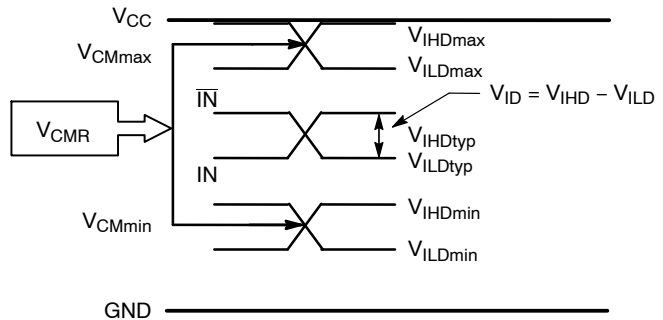 VCC
VIHDmax
VCMmax
VILDmax
IN
VID = VIHD − VILD
VCMR
VIHDtyp
VILDtyp
IN
VIHDmin
VCMmin
VILDmin
GND